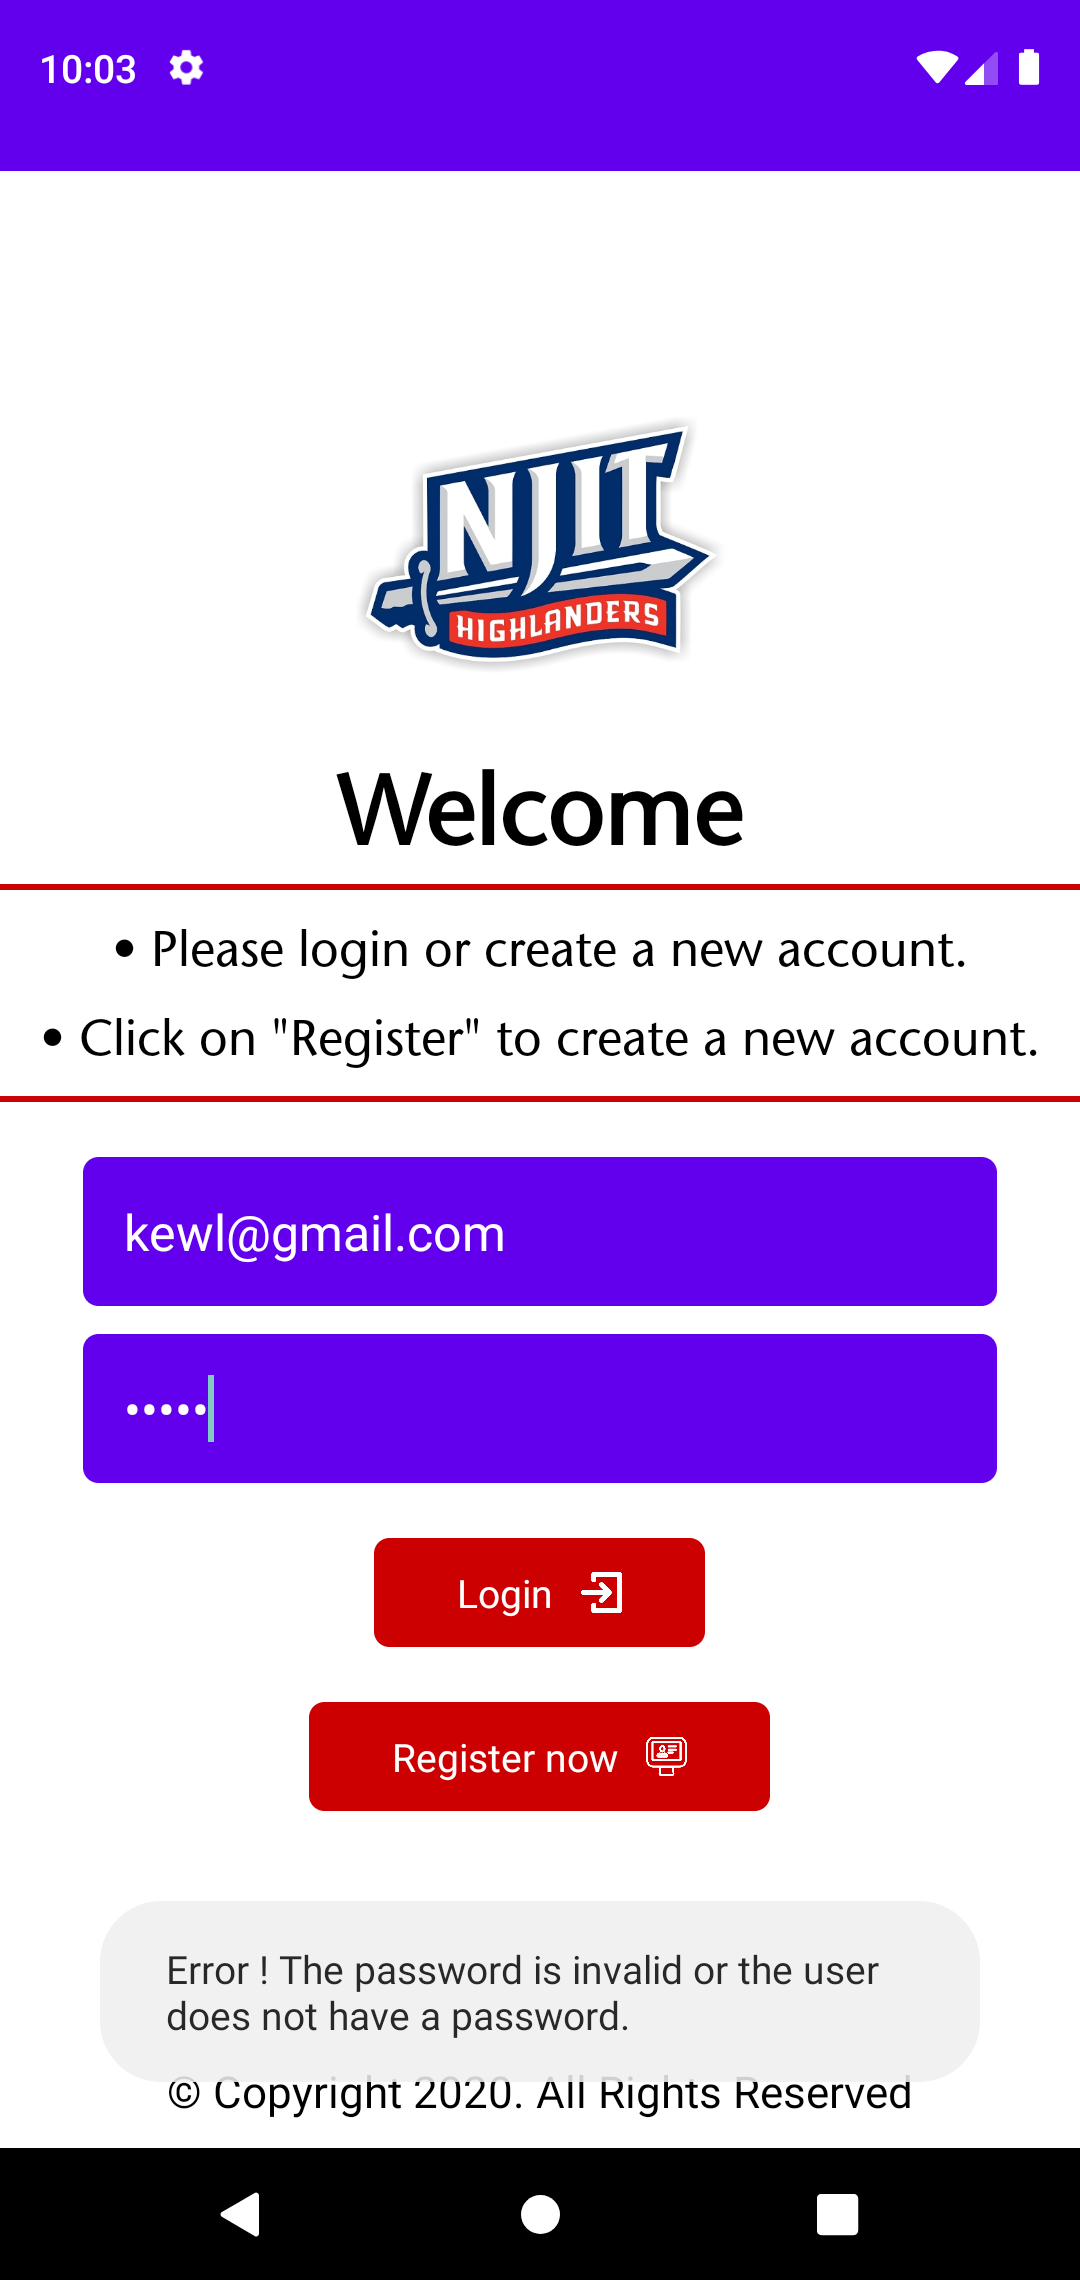 10:03
NJIT
HIGHLANDERS
Welcome
• Please login or create a new account.
• Click on "Register" to create a new account.
kewl@gmail.com
•••••
Login
Register now
Error ! The password is invalid or the user
does not have a password.
© Copyright 2020. All Rights Reserved